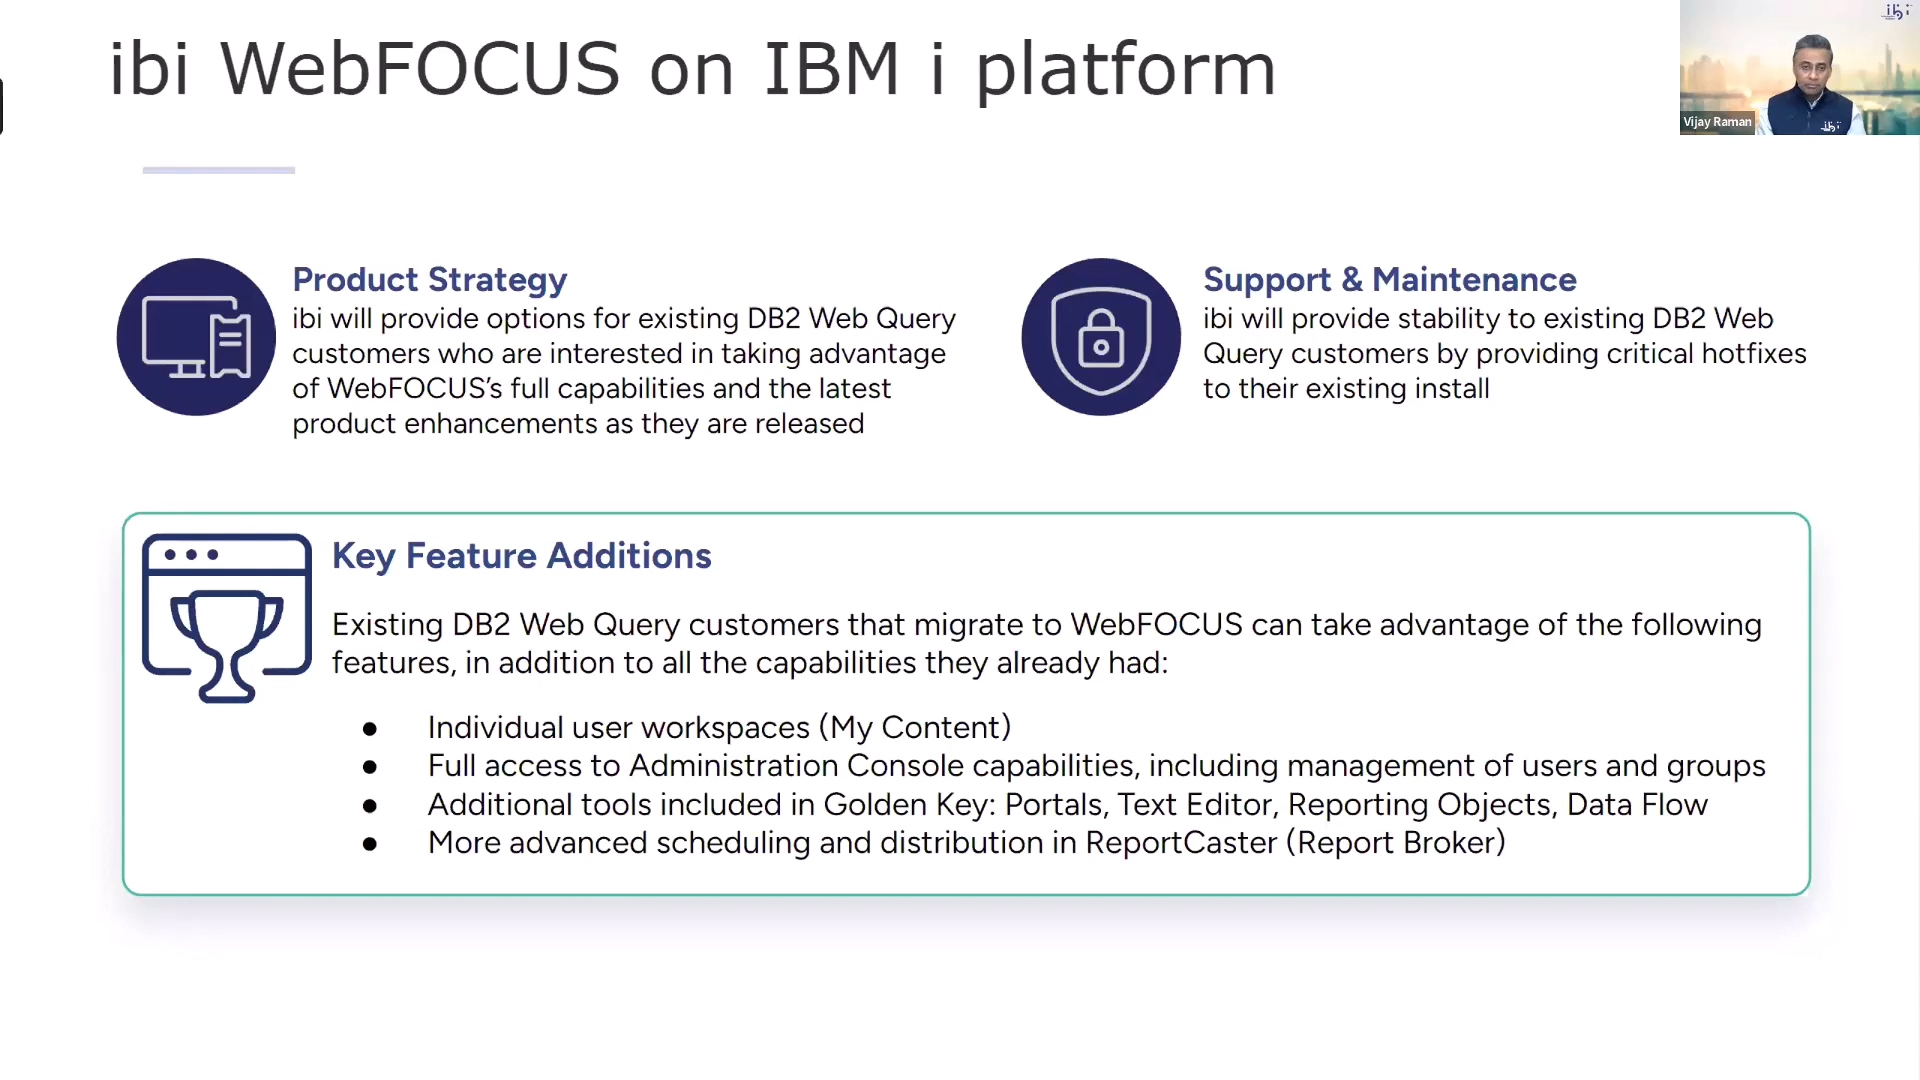 ibi WebFOCUS on IBM i platform
ibi
Vijay Raman
ibi
Product Strategy
ibi will provide options for existing DB2 Web Query
customers who are interested in taking advantage
of WebFOCUS’s full capabilities and the latest
product enhancements as they are released
Support & Maintenance
ibi will provide stability to existing DB2 Web
Query customers by providing critical hotfixes
to their existing install
Key Feature Additions
Existing DB2 Web Query customers that migrate to WebFOCUS can take advantage of the following
features, in addition to all the capabilities they already had:
● Individual user workspaces (My Content)
● Full access to Administration Console capabilities, including management of users and groups
● Additional tools included in Golden Key: Portals, Text Editor, Reporting Objects, Data Flow
● More advanced scheduling and distribution in ReportCaster (Report Broker)